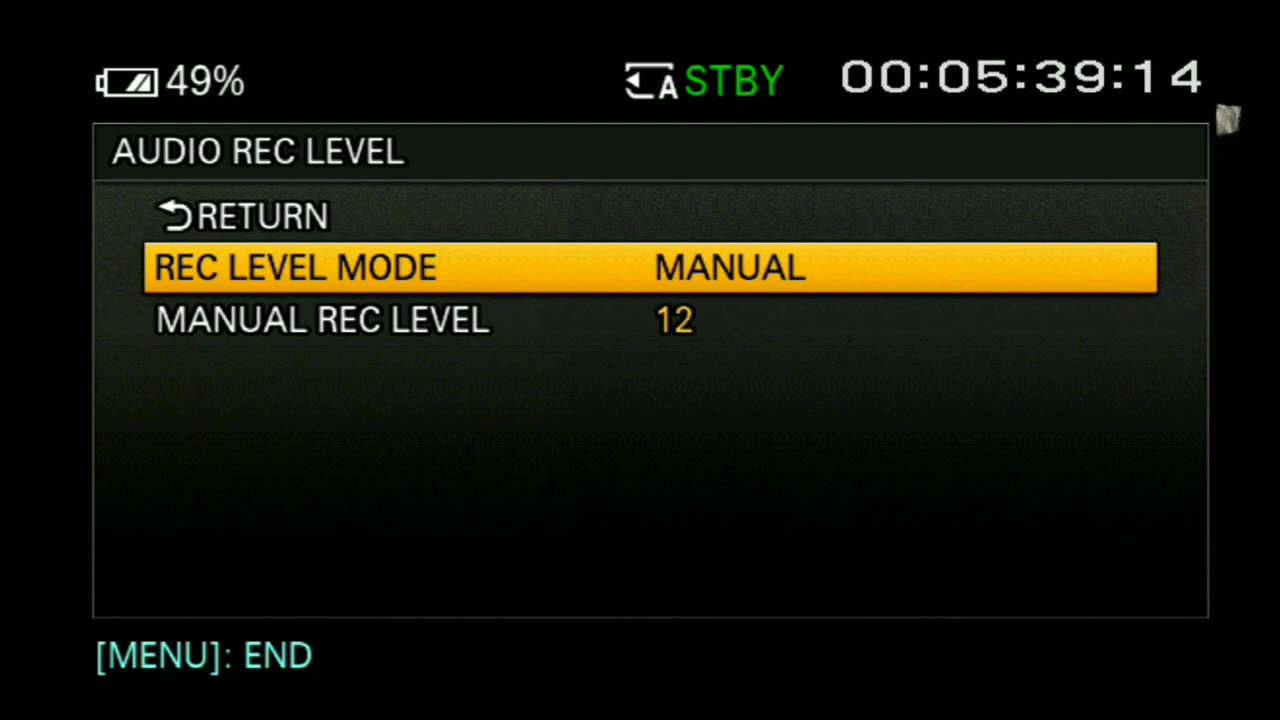 49% A STBY 00:05:39:14
AUDIO REC LEVEL
RETURN
REC LEVEL MODE MANUAL
MANUAL REC LEVEL 12
[MENU]: END